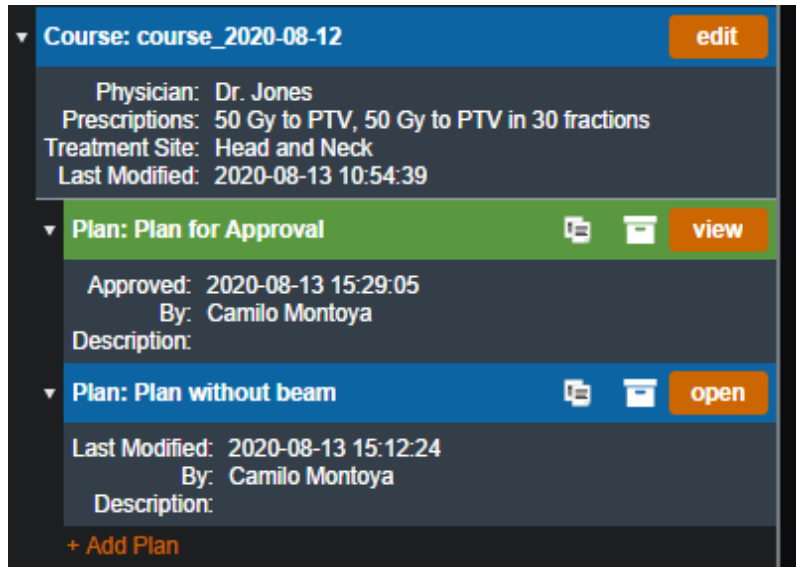 Course: course_2020-08-12 edit
Physician: Dr. Jones
Prescriptions: 50 Gy to PTV, 50 Gy to PTV in 30 fractions
Treatment Site: Head and Neck
Last Modified: 2020-08-13 10:54:39
Plan: Plan for Approval view
Approved: 2020-08-13 15:29:05
By: Camilo Montoya
Description:
Plan: Plan without beam open
Last Modified: 2020-08-13 15:12:24
By: Camilo Montoya
Description:
+ Add Plan